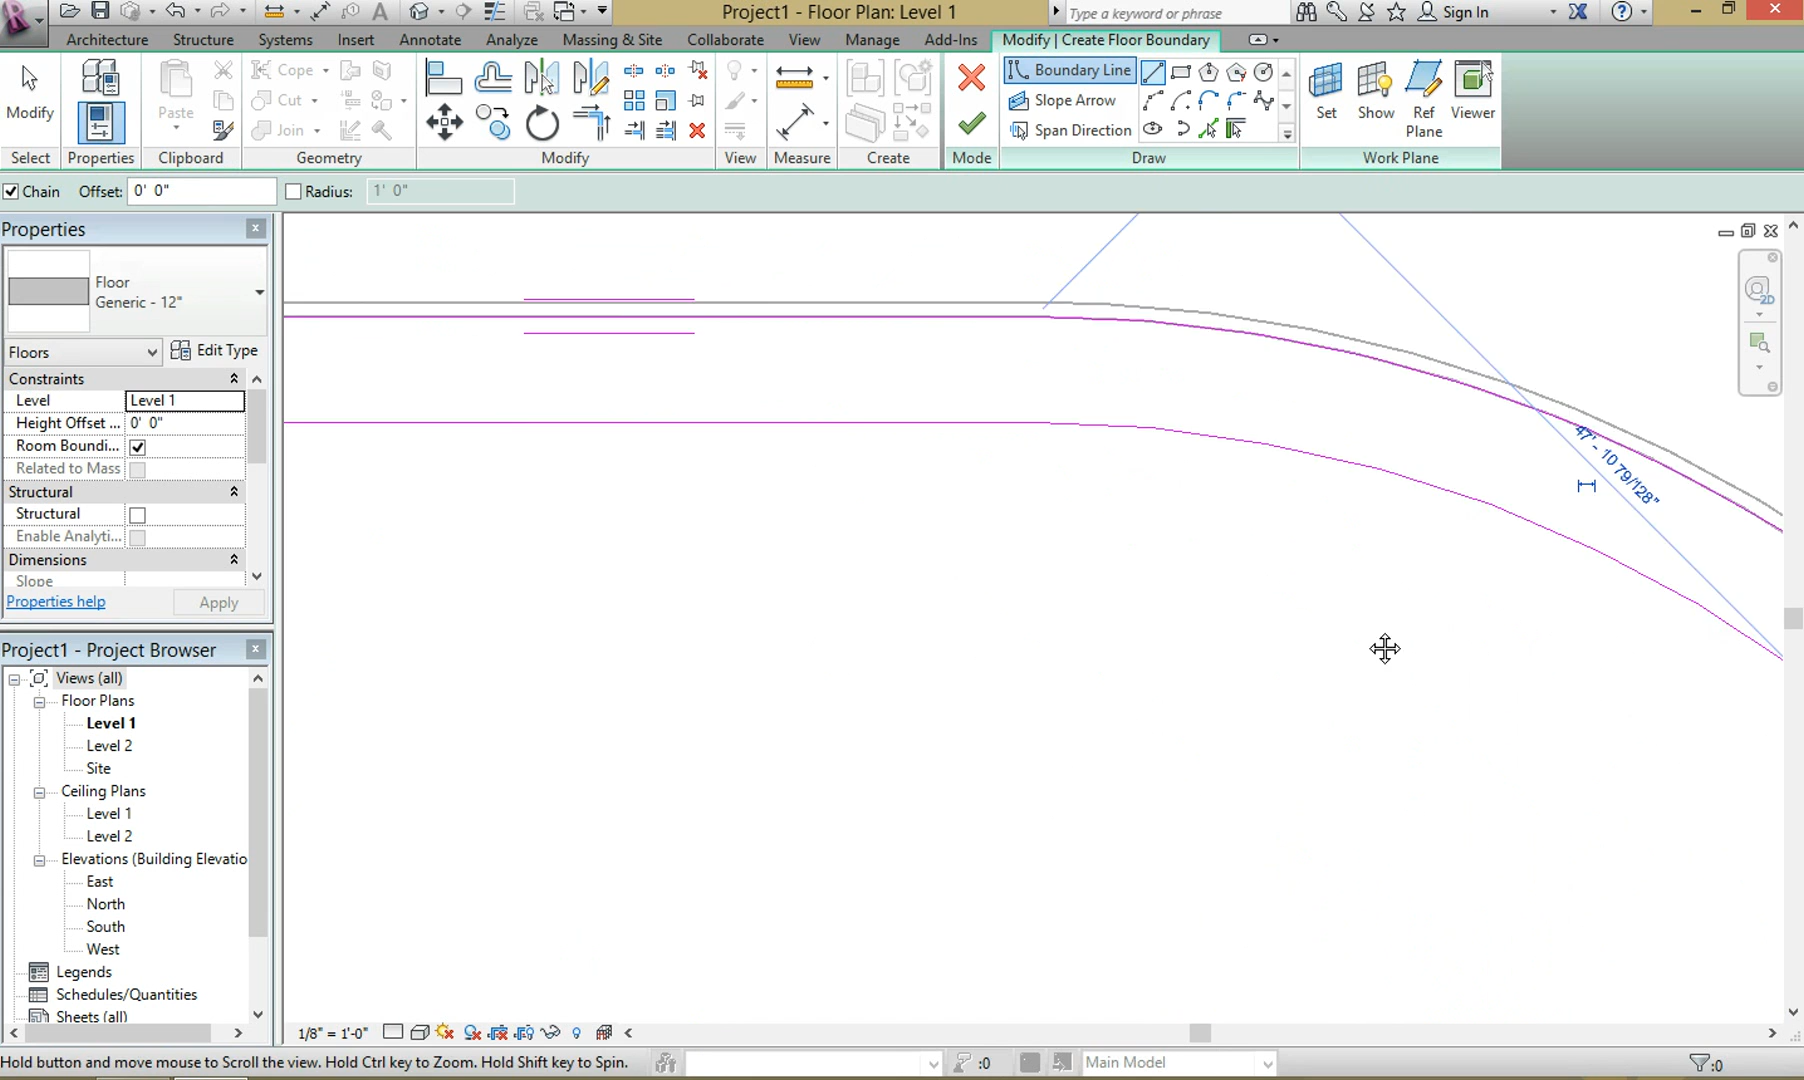 Project1 - Floor Plan: Level 1
Type a keyword or phrase
Sign In
Architecture Structure Systems Insert Annotate Analyze Massing & Site Collaborate View Manage Add-Ins Modify | Create Floor Boundary
Modify
Paste
Cope
Cut
Join
Boundary Line
Slope Arrow
Span Direction
Set
Show
Ref
Plane
Viewer
Select Properties Clipboard Geometry Modify View Measure Create Mode Draw Work Plane
Chain Offset: 0' 0" Radius: 1' 0"
Properties
Floor
Generic - 12"
Floors Edit Type
Constraints
Level Level 1
Height Offset ... 0' 0"
Room Boundi...
Related to Mass
Structural
Structural
Enable Analyti...
Dimensions
Slope
Properties help Apply
2D
47' - 10 79/128"
Project1 - Project Browser
Views (all)
Floor Plans
Level 1
Level 2
Site
Ceiling Plans
Level 1
Level 2
Elevations (Building Elevatio
East
North
South
West
Legends
Schedules/Quantities
Sheets (all)
1/8" = 1'-0"
Hold button and move mouse to Scroll the view. Hold Ctrl key to Zoom. Hold Shift key to Spin.
:0
Main Model
:0